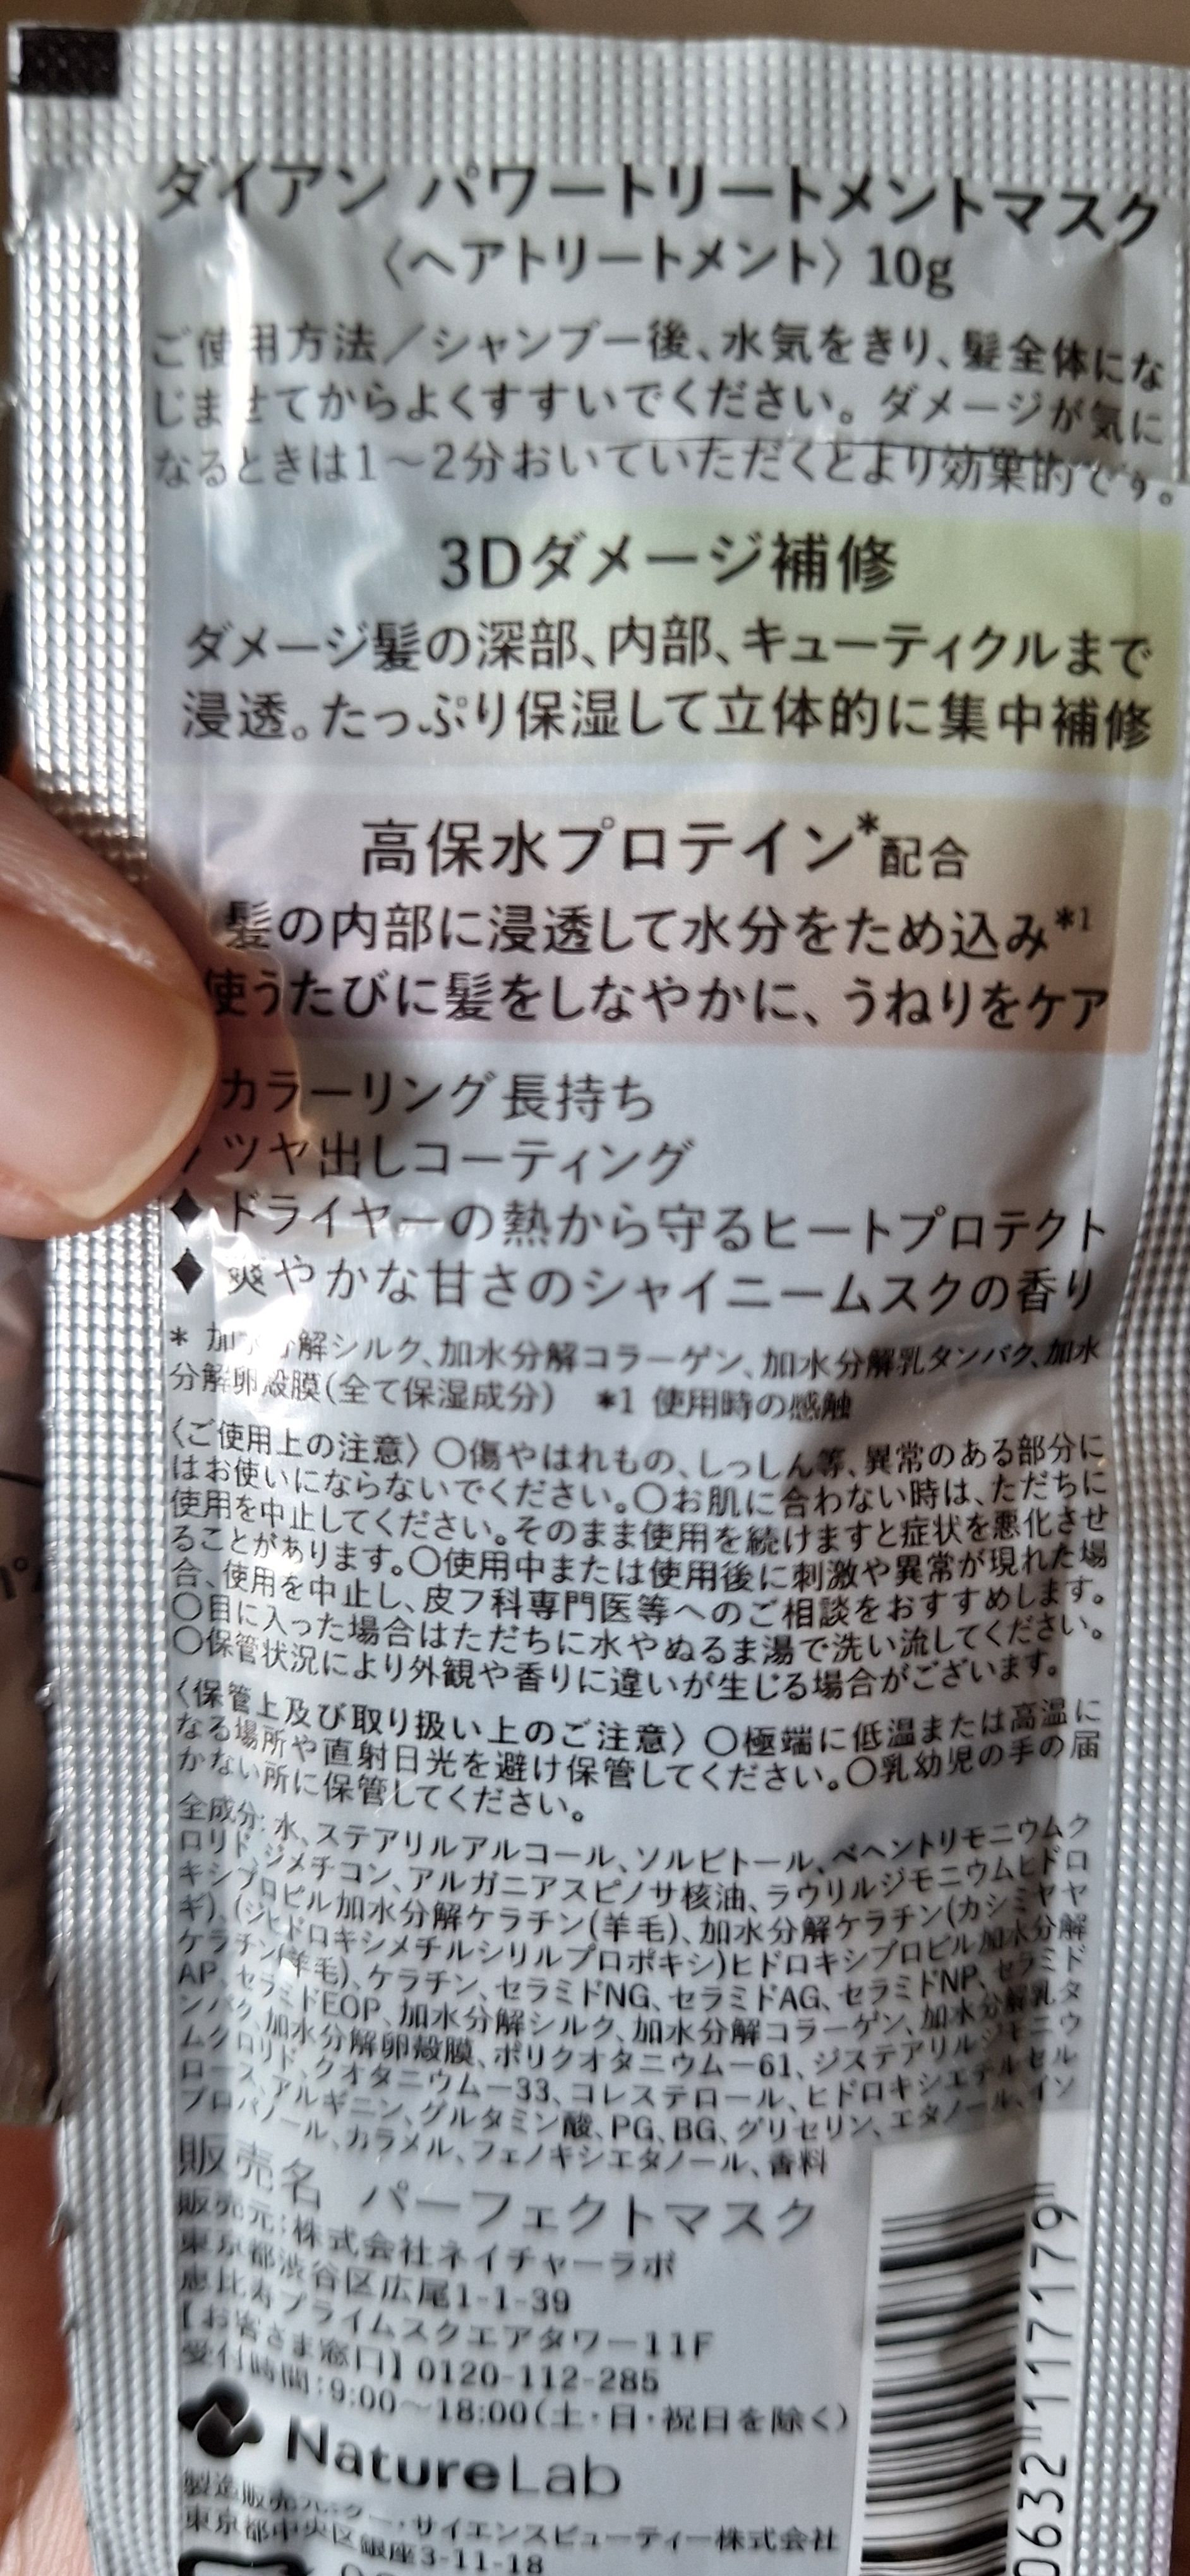 ダイアン パワートリートメントマスク
〈ヘアトリートメント〉10g
ご使用方法／シャンプー後、水気をきり、髪全体にな
じませてからよくすすいでください。ダメージが気に
なるときは1～2分おいていただくとより効果的です。
3Dダメージ補修
ダメージ髪の深部、内部、キューティクルまで
浸透。たっぷり保湿して立体的に集中補修
高保水プロテイン*配合
髪の内部に浸透して水分をため込み*1
使うたびに髪をしなやかに、うねりをケア
カラーリング長持ち
ツヤ出しコーティング
◆ ドライヤーの熱から守るヒートプロテクト
◆ 爽やかな甘さのシャイニームスクの香り
* 加水分解シルク、加水分解コラーゲン、加水分解乳タンパク、加水
分解卵殻膜(全て保湿成分) *1 使用時の感触
〈ご使用上の注意〉〇傷やはれもの、しっしん等、異常のある部分に
はお使いにならないでください。〇お肌に合わない時は、ただちに
使用を中止してください。そのまま使用を続けますと症状を悪化させ
ることがあります。〇使用中または使用後に刺激や異常が現れた場
合、使用を中止し、皮フ科専門医等へのご相談をおすすめします。
〇目に入った場合はただちに水やぬるま湯で洗い流してください。
〇保管状況により外観や香りに違いが生じる場合がございます。
〈保管上及び取り扱い上のご注意〉〇極端に低温または高温に
なる場所や直射日光を避け保管してください。〇乳幼児の手の届
かない所に保管してください。
全成分: 水、ステアリルアルコール、ソルビトール、ベヘントリモニウムク
ロリド、ジメチコン、アルガニアスピノサ核油、ラウリルジモニウムヒドロ
キシプロピル加水分解ケラチン(羊毛)、加水分解ケラチン(カシミヤヤ
ギ)、(ジヒドロキシメチルシリルプロポキシ)ヒドロキシプロピル加水分解
ケラチン(羊毛)、ケラチン、セラミドNG、セラミドAG、セラミドNP、セラミド
AP、セラミドEOP、加水分解シルク、加水分解コラーゲン、加水分解乳タ
ンパク、加水分解卵殻膜、ポリクオタニウムー61、ジステアリルジモニウ
ムクロリド、クオタニウムー33、コレステロール、ヒドロキシエチルセル
ロース、アルギニン、グルタミン酸、PG、BG、グリセリン、エタノール、イソ
プロパノール、カラメル、フェノキシエタノール、香料
販売名 パーフェクトマスク
販売元:株式会社ネイチャーラボ
東京都渋谷区広尾1-1-39
恵比寿プライムスクエアタワー11F
【お客さま窓口】0120-112-285
受付時間:9:00～18:00(土・日・祝日を除く)
NatureLab
製造販売元:・サイエンスビューティー株式会社
東京都中央区銀座3-11-18
0632 117179